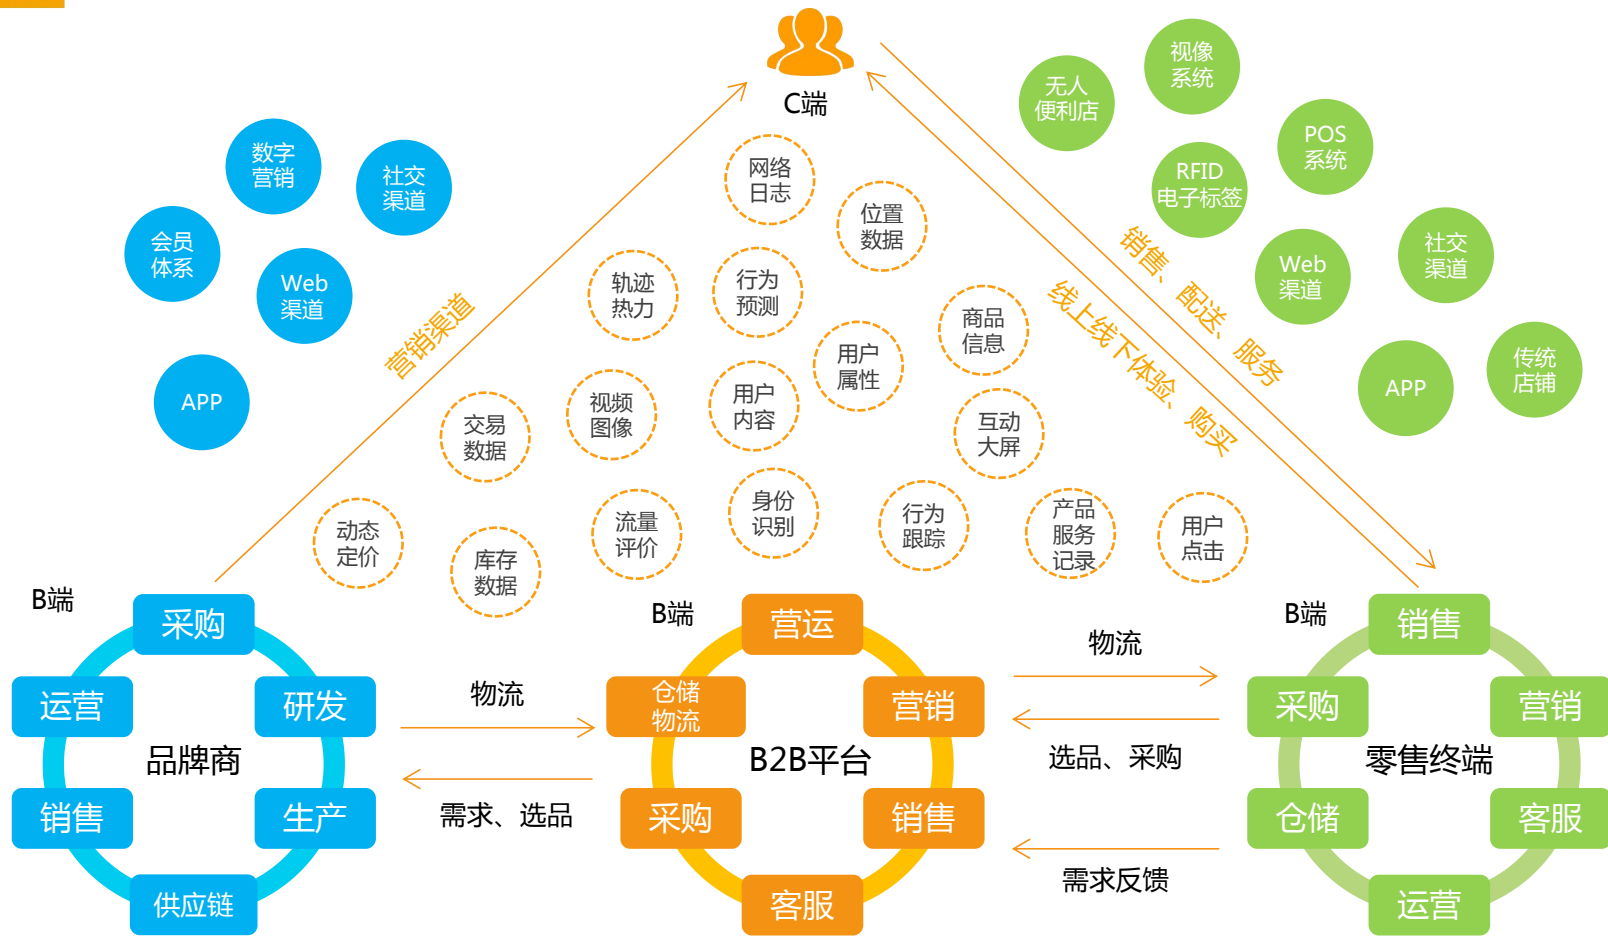 C端
数字
营销
社交
渠道
会员
体系
Web
渠道
APP
营销渠道
无人
便利店
视像
系统
POS
系统
RFID
电子标签
Web
渠道
社交
渠道
APP
传统
店铺
销售、配送、服务
线上线下体验、购买
网络
日志
位置
数据
轨迹
热力
行为
预测
商品
信息
用户
属性
视频
图像
用户
内容
交易
数据
互动
大屏
动态
定价
库存
数据
流量
评价
身份
识别
行为
跟踪
产品
服务
记录
用户
点击
B端
采购
运营
研发
品牌商
销售
生产
供应链
物流
需求、选品
B端
营运
仓储
物流
营销
B2B平台
采购
销售
客服
物流
选品、采购
需求反馈
B端
销售
采购
营销
零售终端
仓储
客服
运营